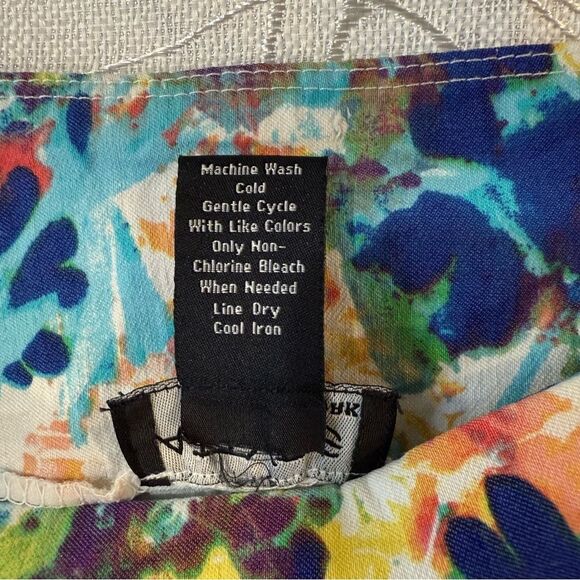 Machine Wash
Cold
Gentle Cycle
With Like Colors
Only Non-
Chlorine Bleach
When Needed
Line Dry
Cool Iron